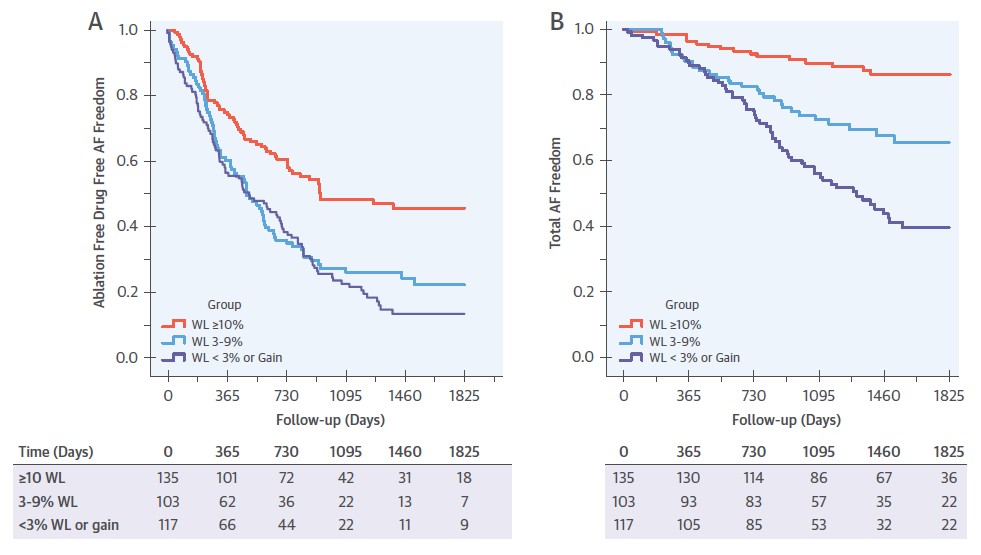 A
Ablation Free Drug Free AF Freedom
1.0
0.8
0.6
0.4
0.2
0.0
Group
WL ≥10%
WL 3-9%
WL < 3% or Gain
0 365 730 1095 1460 1825
Follow-up (Days)
B
Total AF Freedom
1.0
0.8
0.6
0.4
0.2
0.0
Group
WL ≥10%
WL 3-9%
WL < 3% or Gain
0 365 730 1095 1460 1825
Follow-up (Days)
Time (Days) 0 365 730 1095 1460 1825 0 365 730 1095 1460 1825
≥10 WL 135 101 72 42 31 18 135 130 114 86 67 36
3-9% WL 103 62 36 22 13 7 103 93 83 57 35 22
<3% WL or gain 117 66 44 22 11 9 117 105 85 53 32 22